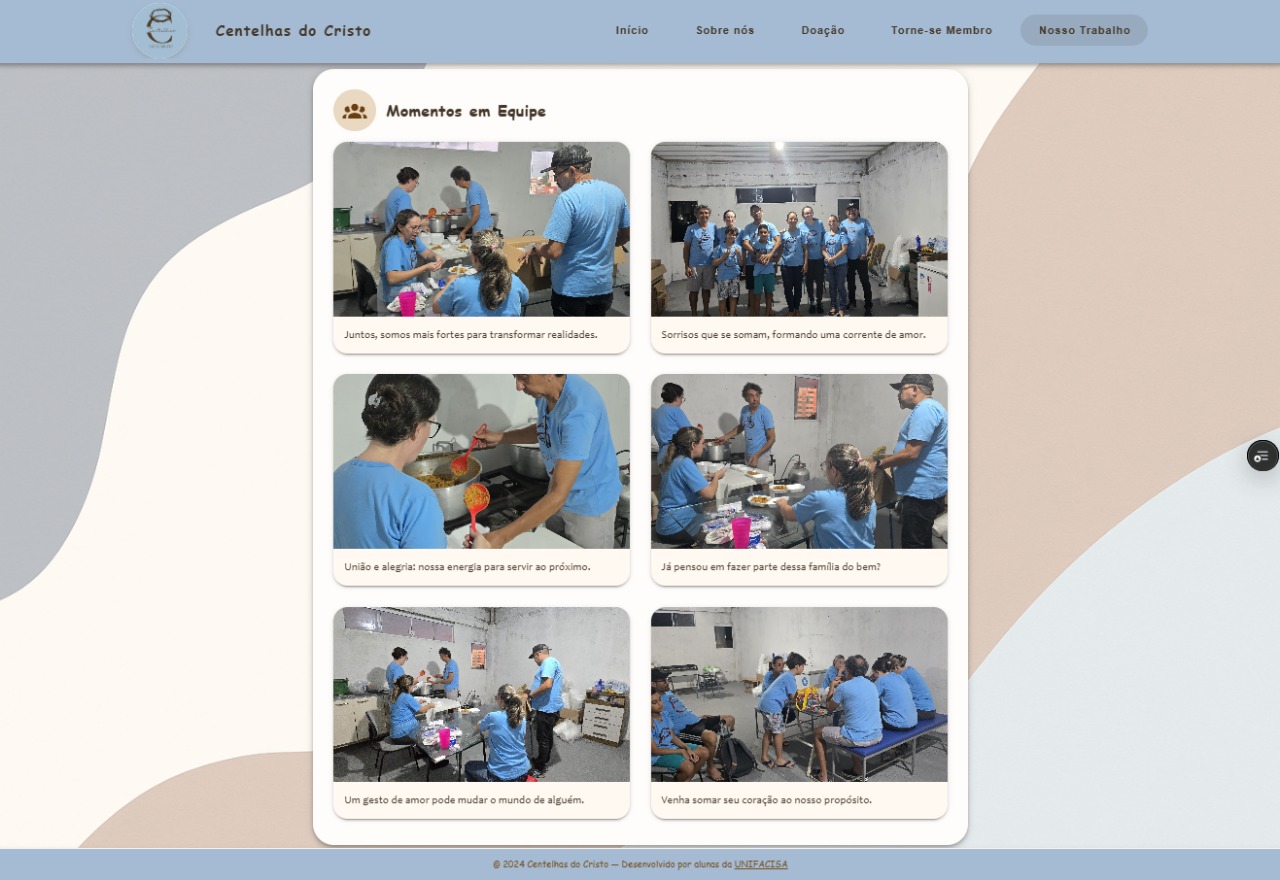 Centelhas do Cristo
Início Sobre nós Doação Torne-se Membro Nosso Trabalho
Momentos em Equipe
Juntos, somos mais fortes para transformar realidades.
Sorrisos que se somam, formando uma corrente de amor.
União e alegria: nossa energia para servir ao próximo.
Já pensou em fazer parte dessa família do bem?
Um gesto de amor pode mudar o mundo de alguém.
Venha somar seu coração ao nosso propósito.
© 2024 Centelhas do Cristo — Desenvolvido por alunas da UNIFACISA